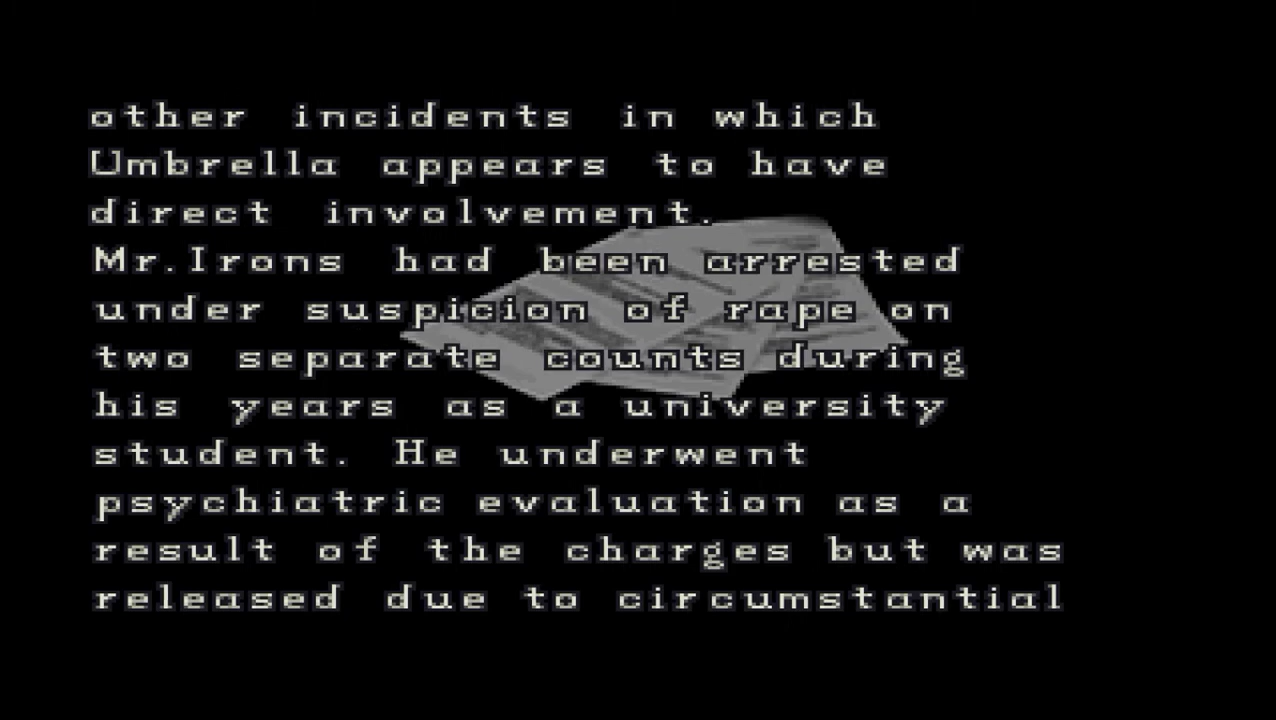 other incidents in which
Umbrella appears to have
direct involvement.
Mr.Irons had been arrested
under suspicion of rape on
two separate counts during
his years as a university
student. He underwent
psychiatric evaluation as a
result of the charges but was
released due to circumstantial